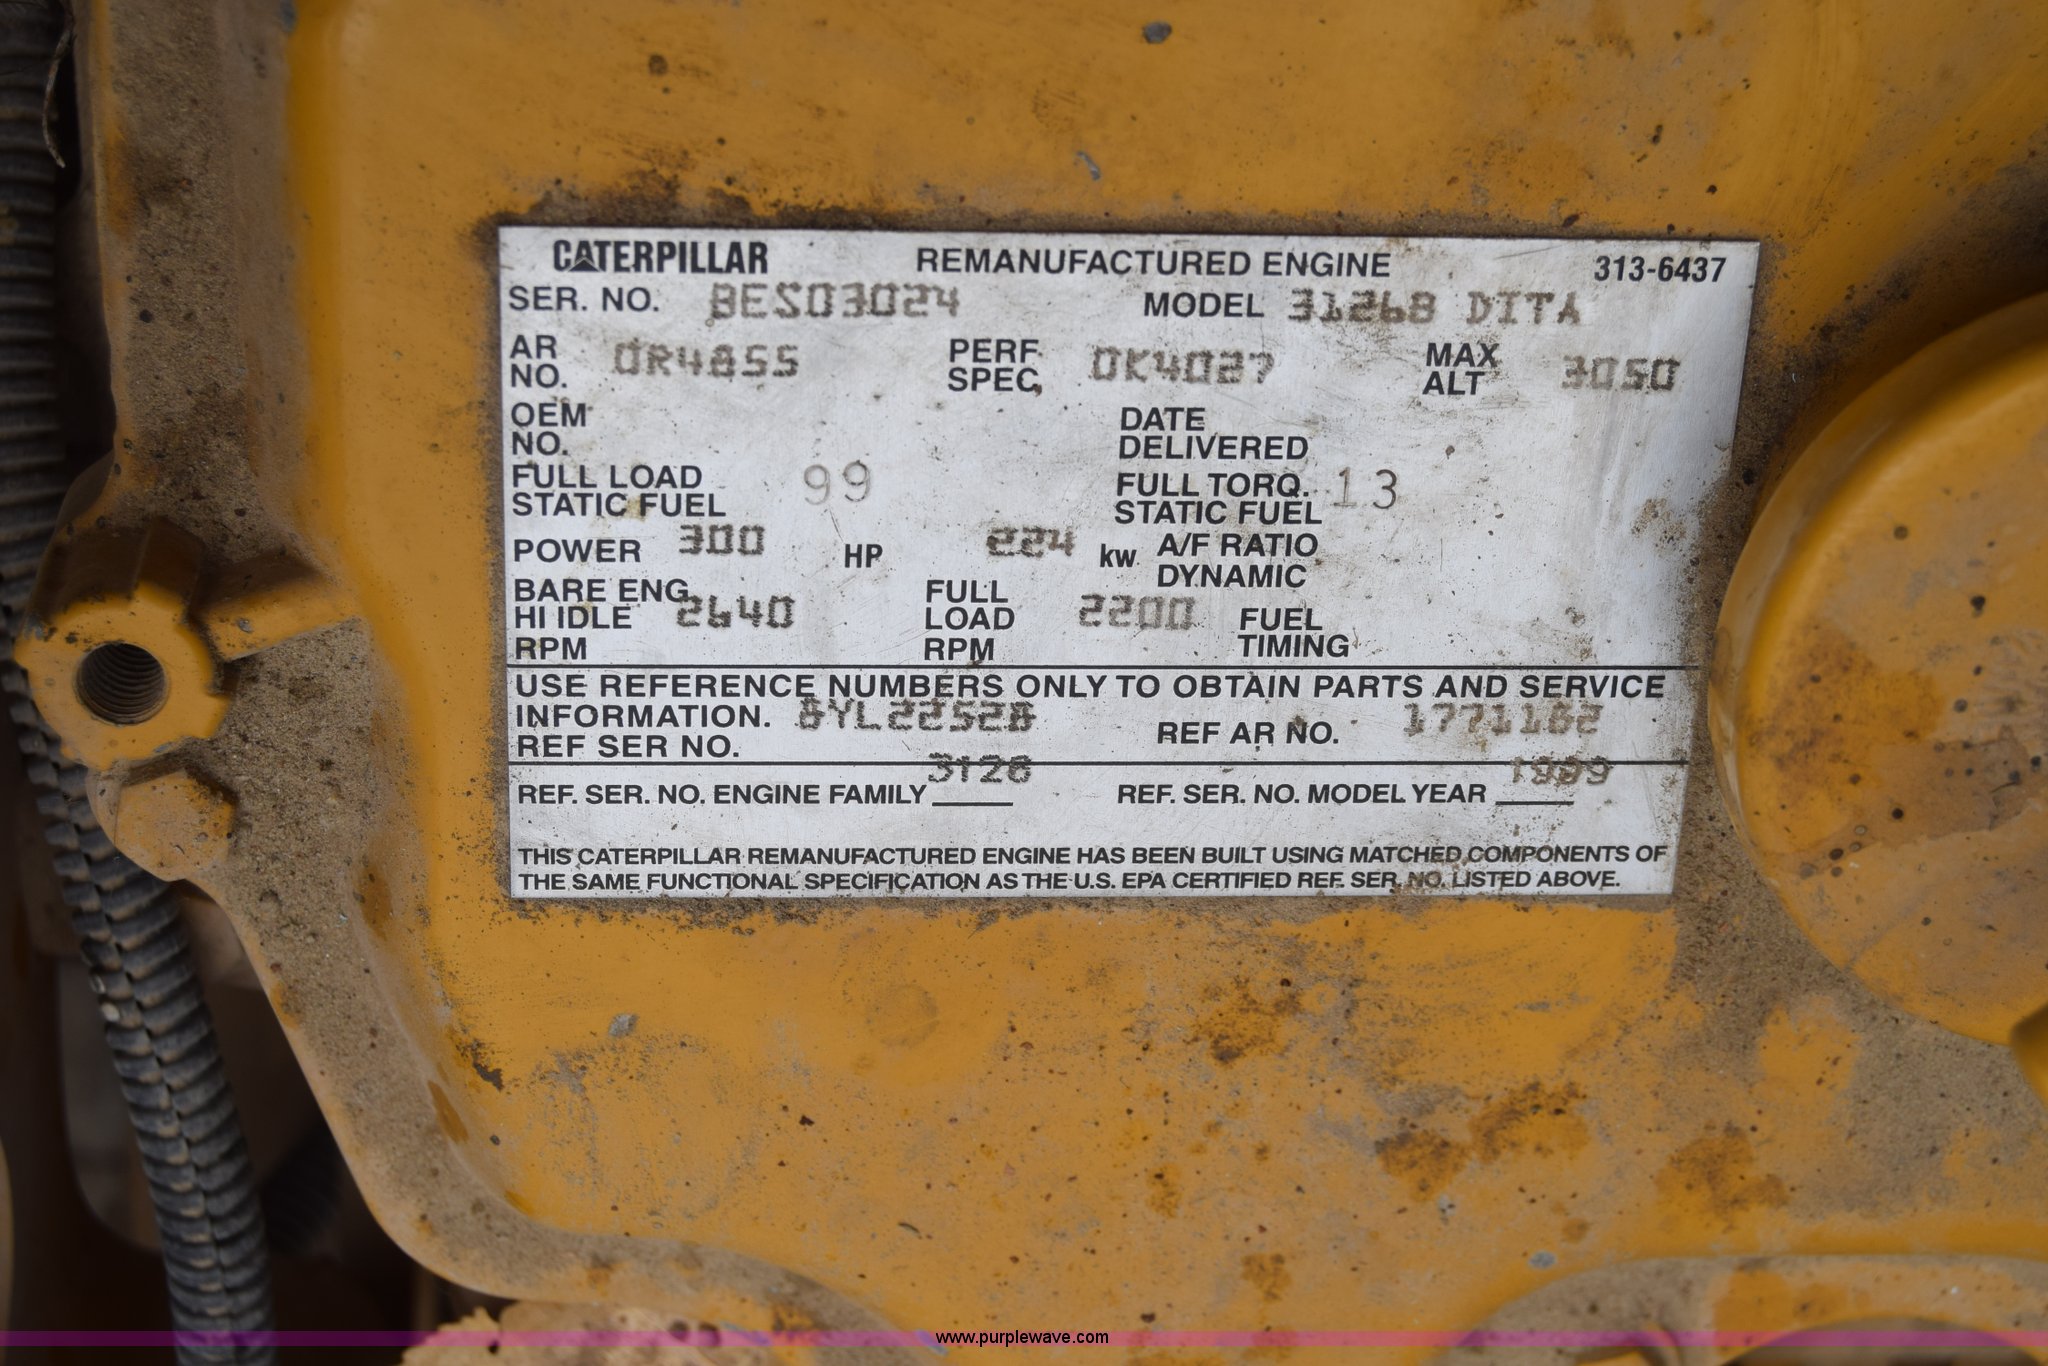 CATERPILLAR REMANUFACTURED ENGINE 313-6437
SER. NO. BES03024 MODEL 3126B DITA
AR NO. 0R4855 PERF SPEC 0K4027 MAX ALT 3050
OEM NO. DATE DELIVERED
FULL LOAD STATIC FUEL 99 FULL TORQ. STATIC FUEL 13
POWER 300 HP 224 kw A/F RATIO DYNAMIC
BARE ENG HI IDLE RPM 2640 FULL LOAD RPM 2200 FUEL TIMING
USE REFERENCE NUMBERS ONLY TO OBTAIN PARTS AND SERVICE
INFORMATION.
REF SER NO. 8YL22528 REF AR NO. 1771182
REF. SER. NO. ENGINE FAMILY 3126 REF. SER. NO. MODEL YEAR 1999
THIS CATERPILLAR REMANUFACTURED ENGINE HAS BEEN BUILT USING MATCHED COMPONENTS OF
THE SAME FUNCTIONAL SPECIFICATION AS THE U.S. EPA CERTIFIED REF. SER. NO. LISTED ABOVE.
www.purplewave.com